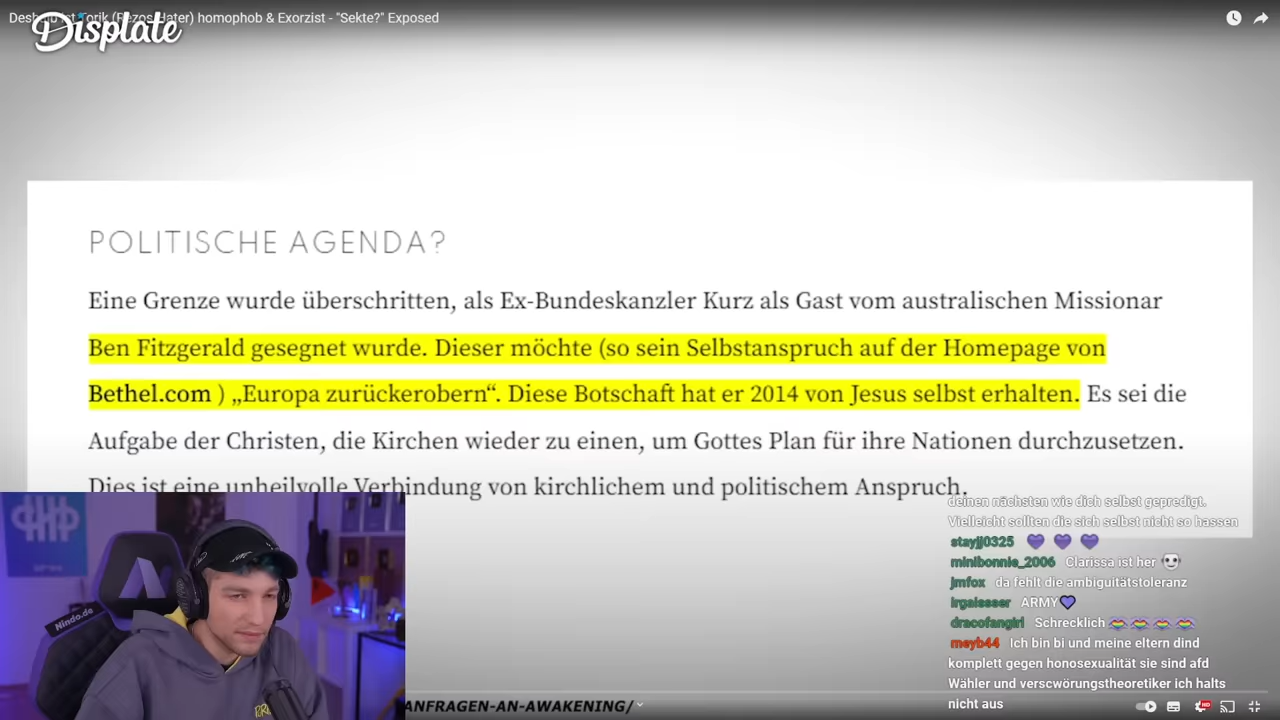 Displate
homophob & Exorzist - "Sekte?" Exposed
POLITISCHE AGENDA?
Eine Grenze wurde überschritten, als Ex-Bundeskanzler Kurz als Gast vom australischen Missionar
Ben Fitzgerald gesegnet wurde. Dieser möchte (so sein Selbstanspruch auf der Homepage von
Bethel.com ) „Europa zurückerobern“. Diese Botschaft hat er 2014 von Jesus selbst erhalten. Es sei die
Aufgabe der Christen, die Kirchen wieder zu einen, um Gottes Plan für ihre Nationen durchzusetzen.
Dies ist eine unheilvolle Verbindung von kirchlichem und politischem Anspruch.
Nindo.de
ANFRAGEN-AN-AWAKENING/
deinen nächsten wie dich selbst gepredigt.
Vielleicht sollten die sich selbst nicht so hassen
stayjj0325 💜 💜 💜
minibonnie_2006 Clarissa ist her
jmfox da fehlt die ambiguitätstoleranz
irgaissser ARMY💜
dracofangirl Schrecklich
meyb44 Ich bin bi und meine eltern dind
komplett gegen honosexualität sie sind afd
Wähler und verscwörungstheoretiker ich halts
nicht aus
HD